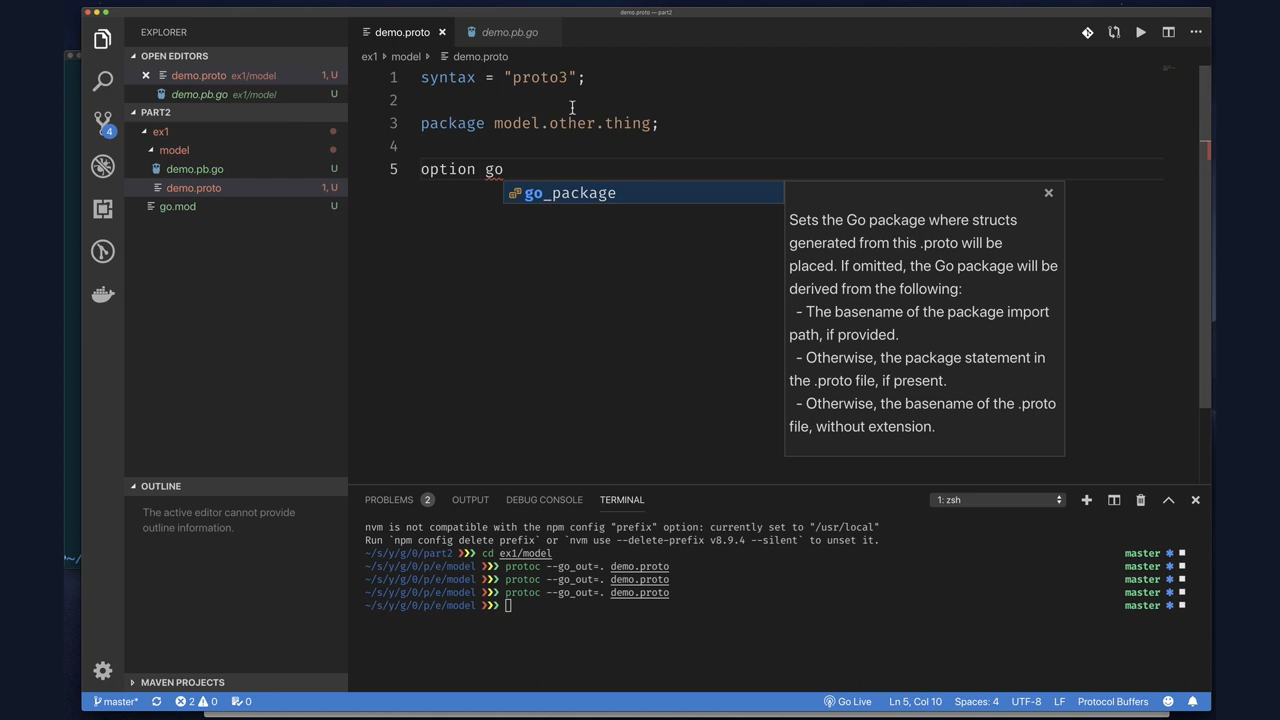 demo.proto — part2
EXPLORER
OPEN EDITORS
demo.proto ex1/model 1, U
demo.pb.go ex1/model U
PART2
ex1
model
demo.pb.go U
demo.proto 1, U
go.mod U
4
OUTLINE
The active editor cannot provide
outline information.
MAVEN PROJECTS
demo.proto
demo.pb.go
ex1 model demo.proto
1 syntax = "proto3";
2
3 package model.other.thing;
4
5 option go
go_package
Sets the Go package where structs
generated from this .proto will be
placed. If omitted, the Go package will be
derived from the following:
- The basename of the package import
path, if provided.
- Otherwise, the package statement in
the .proto file, if present.
- Otherwise, the basename of the .proto
file, without extension.
PROBLEMS 2 OUTPUT DEBUG CONSOLE TERMINAL 1: zsh
nvm is not compatible with the npm config "prefix" option: currently set to "/usr/local"
Run `npm config delete prefix` or `nvm use --delete-prefix v8.9.4 --silent` to unset it.
~/s/y/g/0/part2 ❯❯❯ cd ex1/model master ✱ ◼
~/s/y/g/0/p/e/model ❯❯❯ protoc --go_out=. demo.proto master ✱ ◼
~/s/y/g/0/p/e/model ❯❯❯ protoc --go_out=. demo.proto master ✱ ◼
~/s/y/g/0/p/e/model ❯❯❯ protoc --go_out=. demo.proto master ✱ ◼
~/s/y/g/0/p/e/model ❯❯❯ master ✱ ◼
master* 2 0 0 Go Live Ln 5, Col 10 Spaces: 4 UTF-8 LF Protocol Buffers